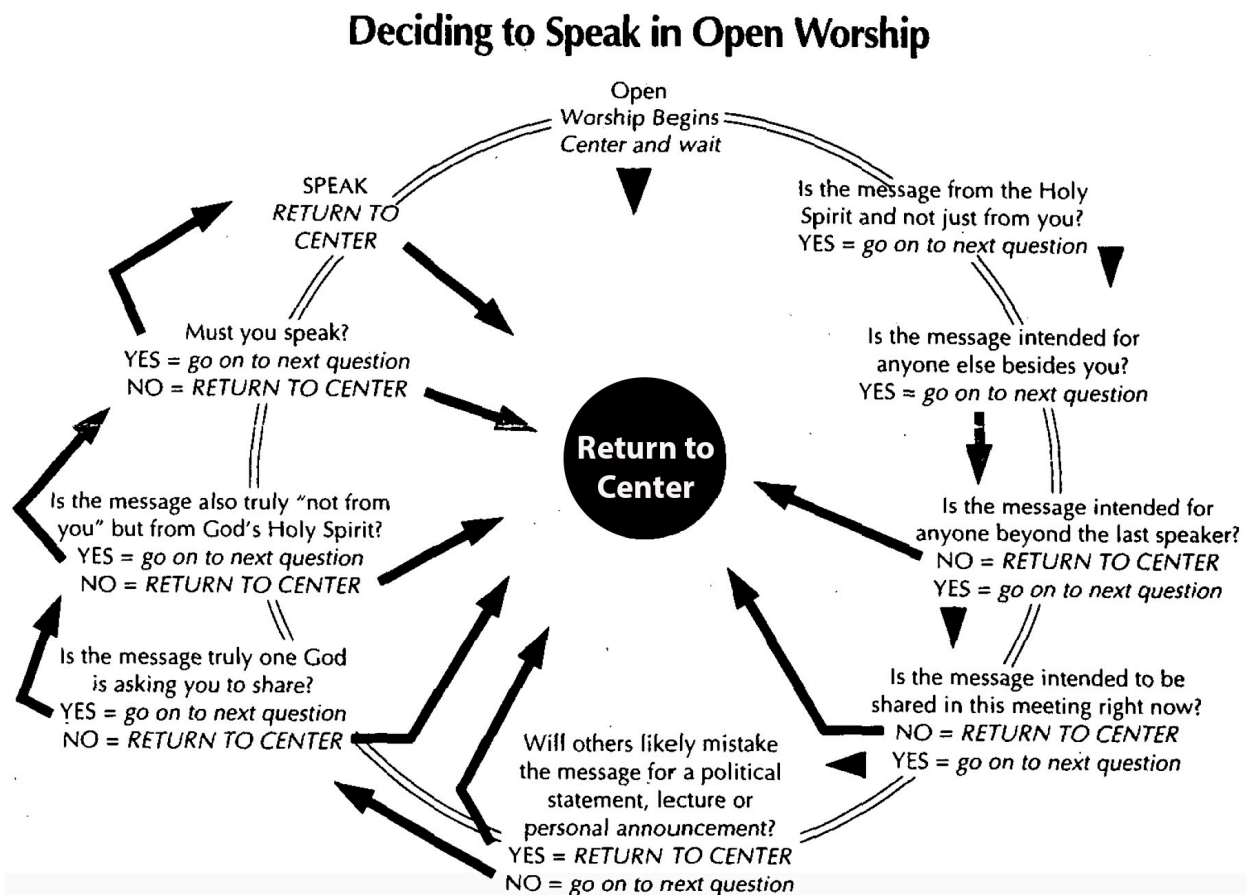 Deciding to Speak in Open Worship
Open
Worship Begins
Center and wait
Is the message from the Holy
Spirit and not just from you?
YES = go on to next question
Is the message intended for
anyone else besides you?
YES = go on to next question
Is the message intended for
anyone beyond the last speaker?
NO = RETURN TO CENTER
YES = go on to next question
Is the message intended to be
shared in this meeting right now?
NO = RETURN TO CENTER
YES = go on to next question
Will others likely mistake
the message for a political
statement, lecture or
personal announcement?
YES = RETURN TO CENTER
NO = go on to next question
Is the message truly one God
is asking you to share?
YES = go on to next question
NO = RETURN TO CENTER
Is the message also truly "not from
you" but from God's Holy Spirit?
YES = go on to next question
NO = RETURN TO CENTER
Must you speak?
YES = go on to next question
NO = RETURN TO CENTER
SPEAK
RETURN TO
CENTER
Return to
Center